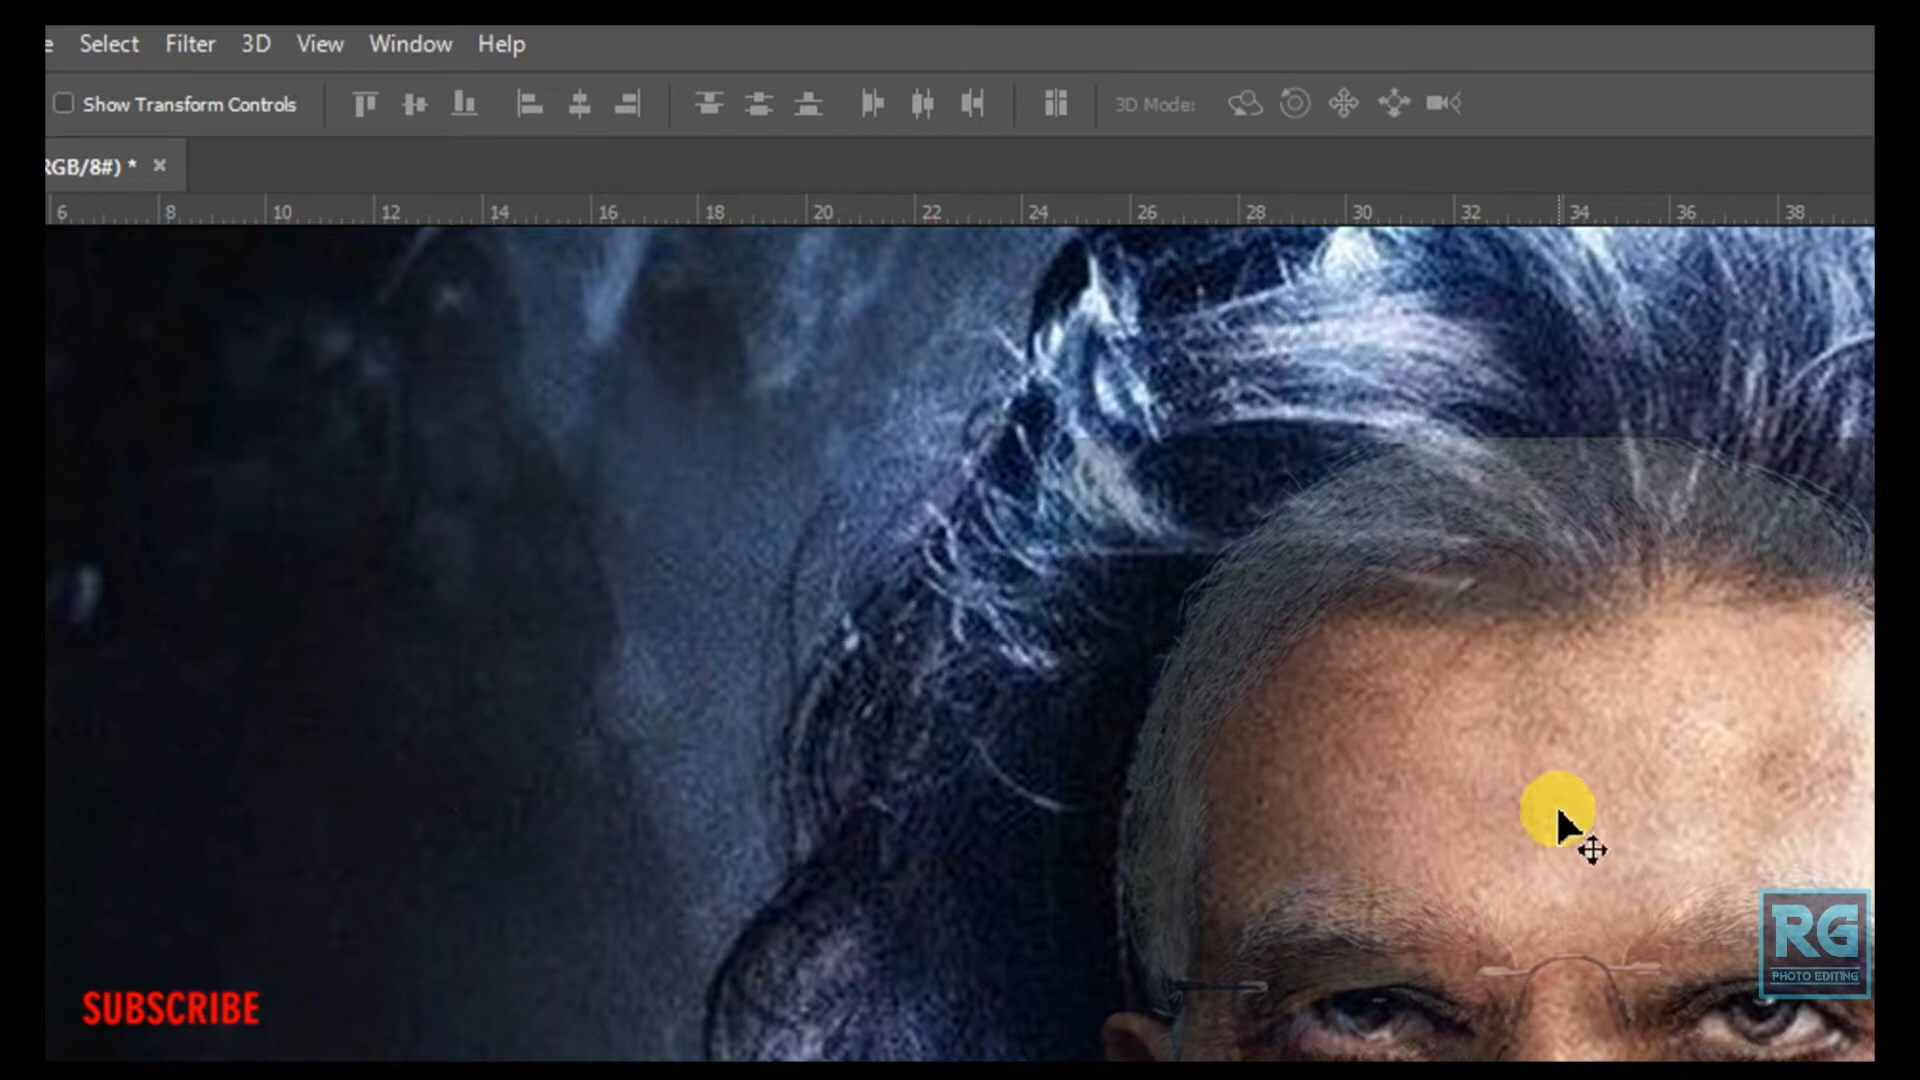 e Select Filter 3D View Window Help
Show Transform Controls 3D Mode:
RGB/8#) * ×
6 8 10 12 14 16 18 20 22 24 26 28 30 32 34 36 38
RG
PHOTO EDITING
SUBSCRIBE